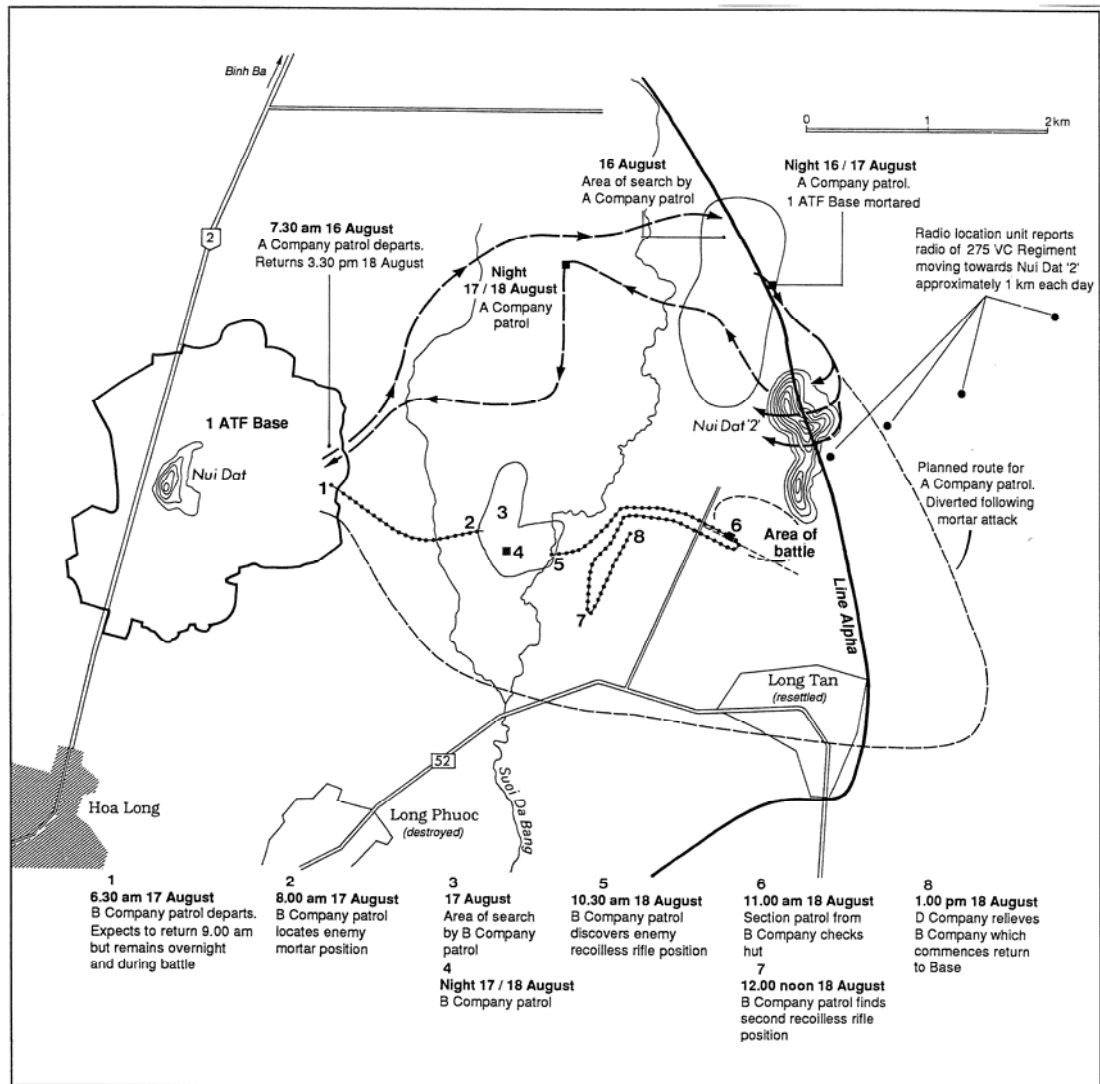 Binh Ba
0 1 2 km
2
16 August
Area of search by
A Company patrol
Night 16 / 17 August
A Company patrol.
1 ATF Base mortared
7.30 am 16 August
A Company patrol departs.
Returns 3.30 pm 18 August
Radio location unit reports
radio of 275 VC Regiment
moving towards Nui Dat '2'
approximately 1 km each day
Night
17 / 18 August
A Company
patrol
1 ATF Base
Nui Dat
Nui Dat '2'
Planned route for
A Company patrol.
Diverted following
mortar attack
1
2
3
4
5
6
7
8
Area of
battle
Line Alpha
Long Tan
(resettled)
52
Suoi Da Bang
Hoa Long
Long Phuoc
(destroyed)
1
6.30 am 17 August
B Company patrol departs.
Expects to return 9.00 am
but remains overnight
and during battle
2
8.00 am 17 August
B Company patrol
locates enemy
mortar position
3
17 August
Area of search
by B Company
patrol
4
Night 17 / 18 August
B Company patrol
5
10.30 am 18 August
B Company patrol
discovers enemy
recoilless rifle position
6
11.00 am 18 August
Section patrol from
B Company checks
hut
7
12.00 noon 18 August
B Company patrol finds
second recoilless rifle
position
8
1.00 pm 18 August
D Company relieves
B Company which
commences return
to Base